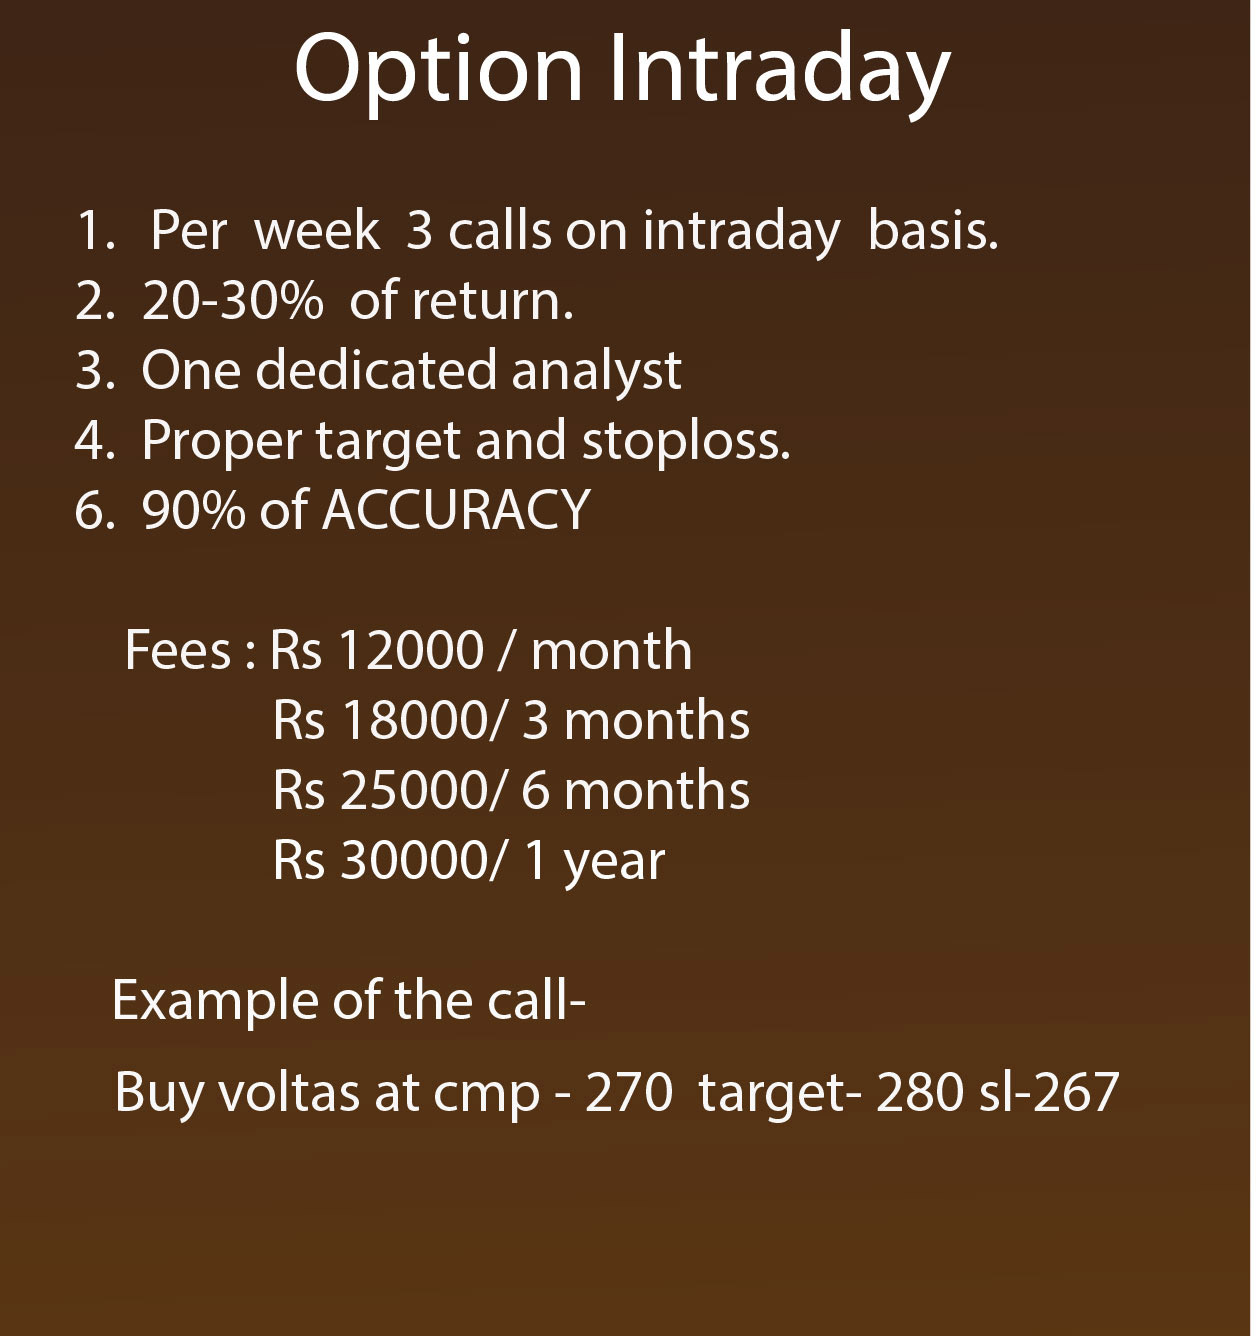 Option Intraday
1. Per week 3 calls on intraday basis.
2. 20-30% of return.
3. One dedicated analyst
4. Proper target and stoploss.
6. 90% of ACCURACY
Fees : Rs 12000 / month
Rs 18000/ 3 months
Rs 25000/ 6 months
Rs 30000/ 1 year
Example of the call-
Buy voltas at cmp - 270 target- 280 sl-267